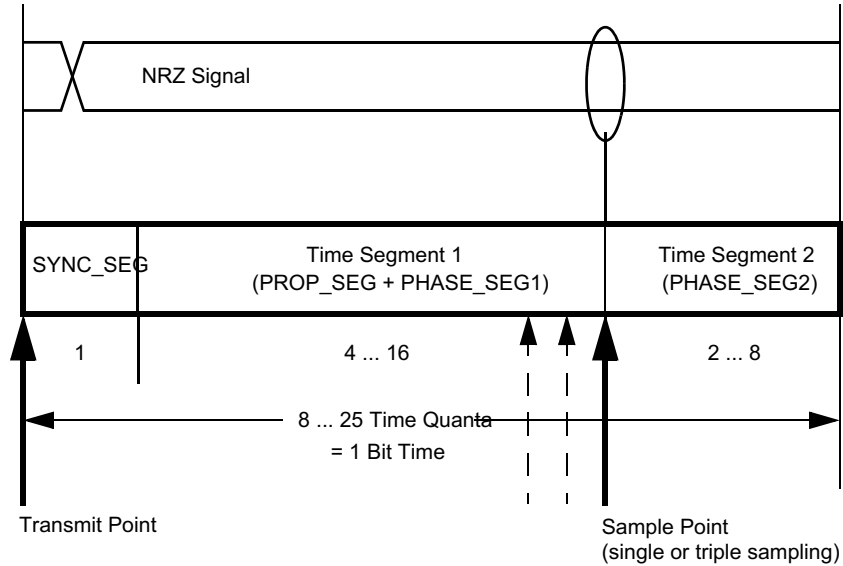 NRZ Signal
SYNC_SEG
Time Segment 1
(PROP_SEG + PHASE_SEG1)
Time Segment 2
(PHASE_SEG2)
1
4 ... 16
2 ... 8
8 ... 25 Time Quanta
= 1 Bit Time
Transmit Point
Sample Point
(single or triple sampling)